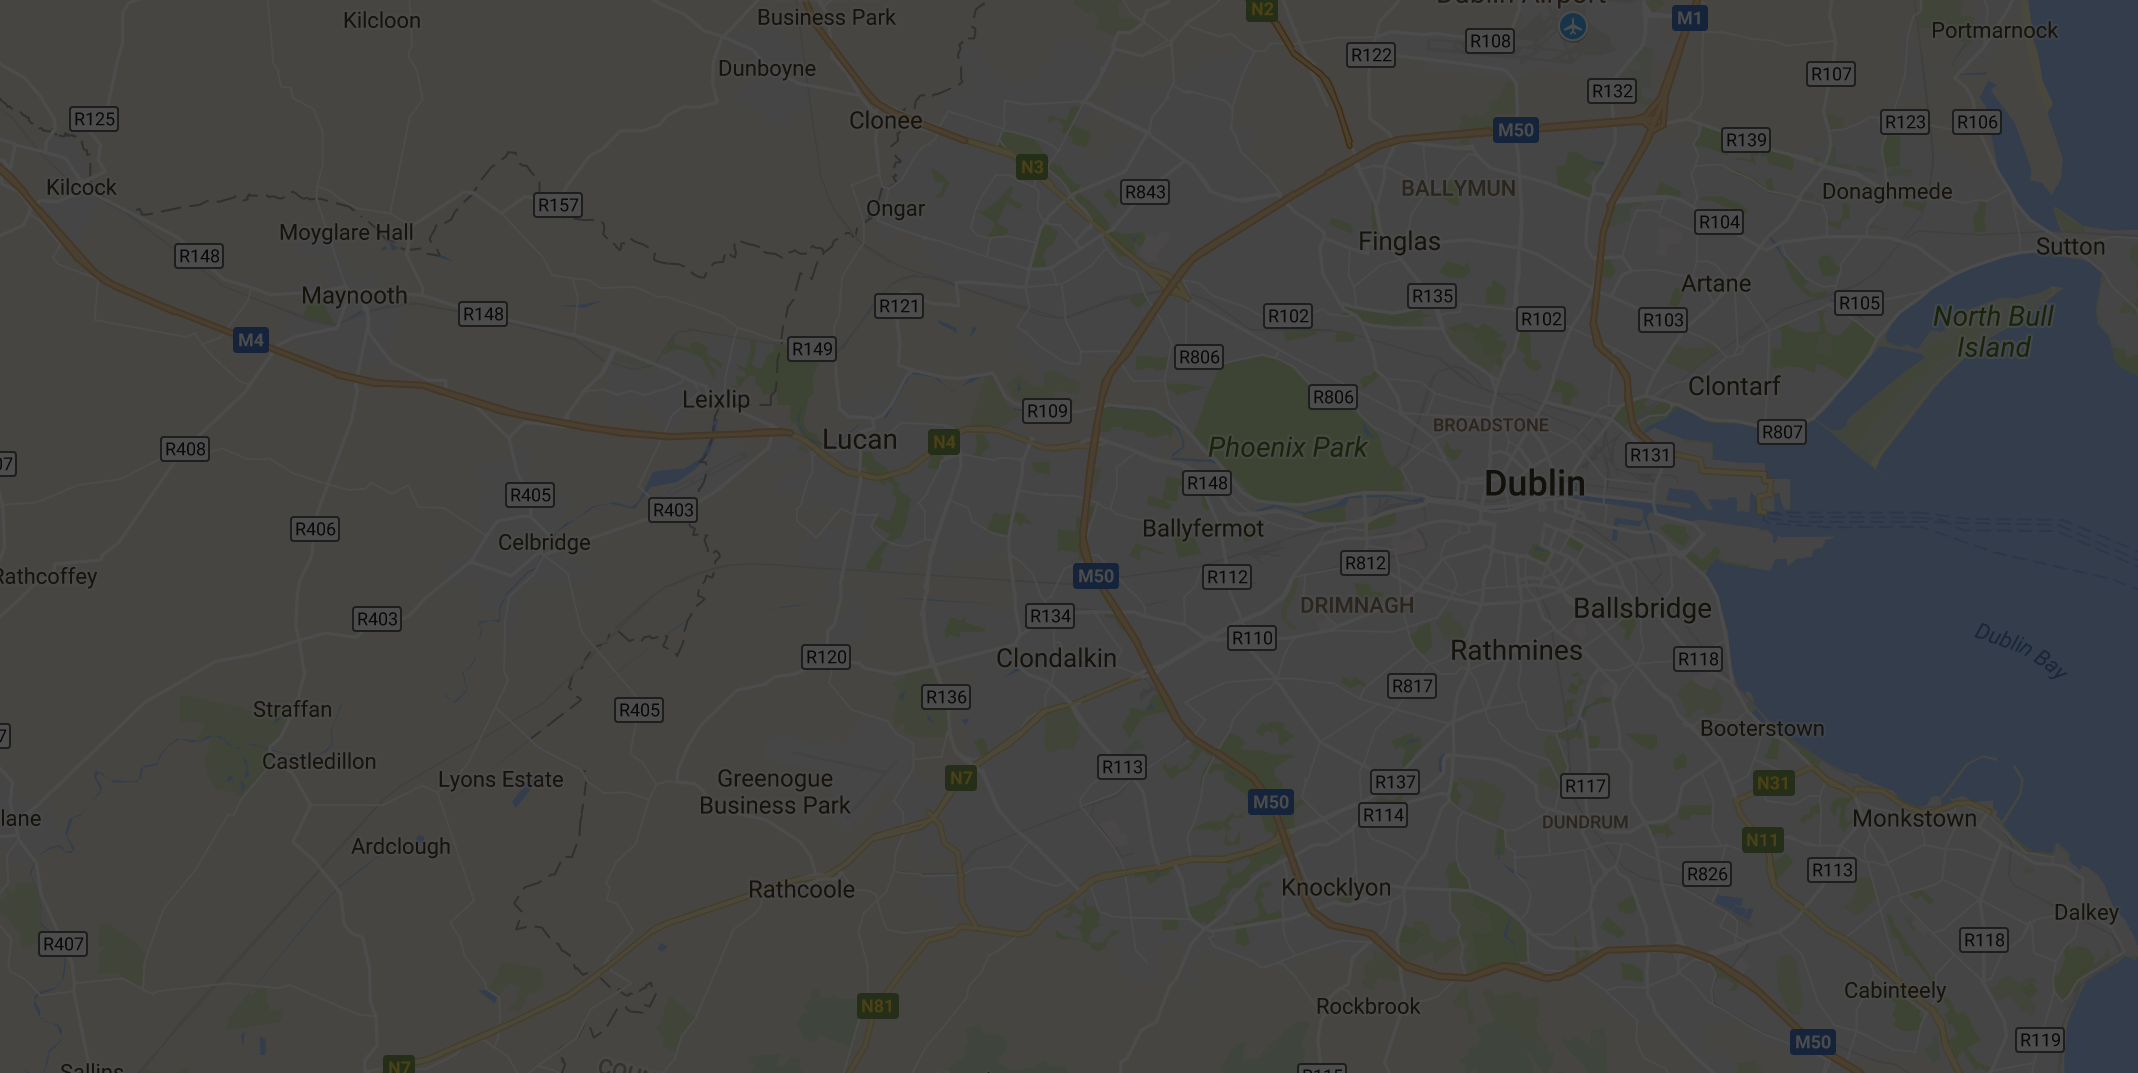 Kilcloon
Business Park
N2
Dublin Airport
M1
Portmarnock
R108
R122
Dunboyne
R107
R132
R125
Clonee
M50
R123
R106
R139
N3
Kilcock
R157
R843
BALLYMUN
Donaghmede
Ongar
Moyglare Hall
R104
Finglas
Sutton
R148
Maynooth
R148
R121
R135
Artane
R105
R102
R102
R103
North Bull
Island
M4
R149
R806
Leixlip
R806
Clontarf
R109
BROADSTONE
R807
Lucan
N4
Phoenix Park
R408
R131
07
R405
R148
Dublin
R403
R406
Ballyfermot
Celbridge
R812
Rathcoffey
M50
R112
R403
R134
DRIMNAGH
Ballsbridge
R110
Dublin Bay
R120
Clondalkin
Rathmines
R118
R136
R817
Straffan
R405
7
Booterstown
Castledillon
R113
Lyons Estate
Greenogue
Business Park
N7
R137
R117
N31
M50
R114
lane
DUNDRUM
Monkstown
Ardclough
N11
R826
R113
Rathcoole
Knocklyon
Dalkey
R407
R118
Cabinteely
N81
Rockbrook
M50
R119
N7
Sallins
COU
R115